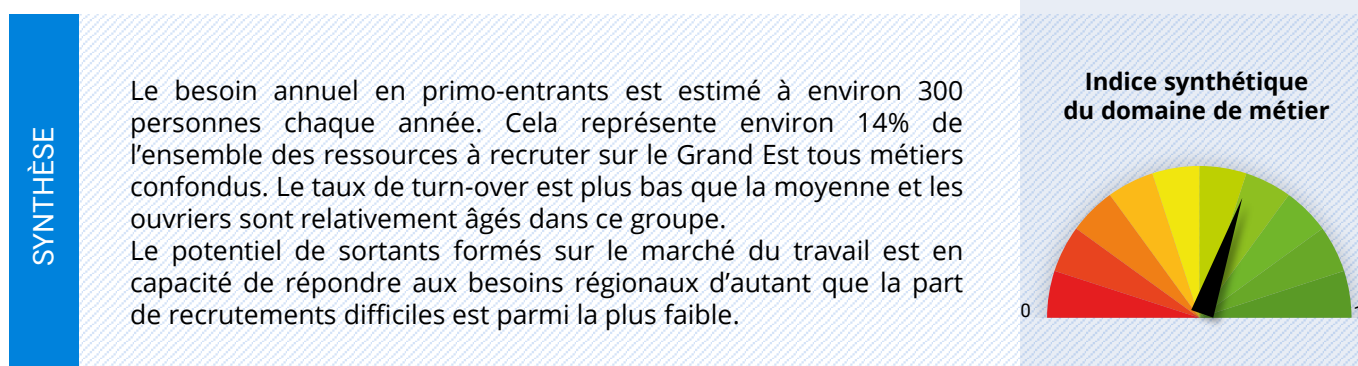 SYNTHÈSE
Le besoin annuel en primo-entrants est estimé à environ 300
personnes chaque année. Cela représente environ 14% de
l’ensemble des ressources à recruter sur le Grand Est tous métiers
confondus. Le taux de turn-over est plus bas que la moyenne et les
ouvriers sont relativement âgés dans ce groupe.
Le potentiel de sortants formés sur le marché du travail est en
capacité de répondre aux besoins régionaux d’autant que la part
de recrutements difficiles est parmi la plus faible.
Indice synthétique
du domaine de métier
0